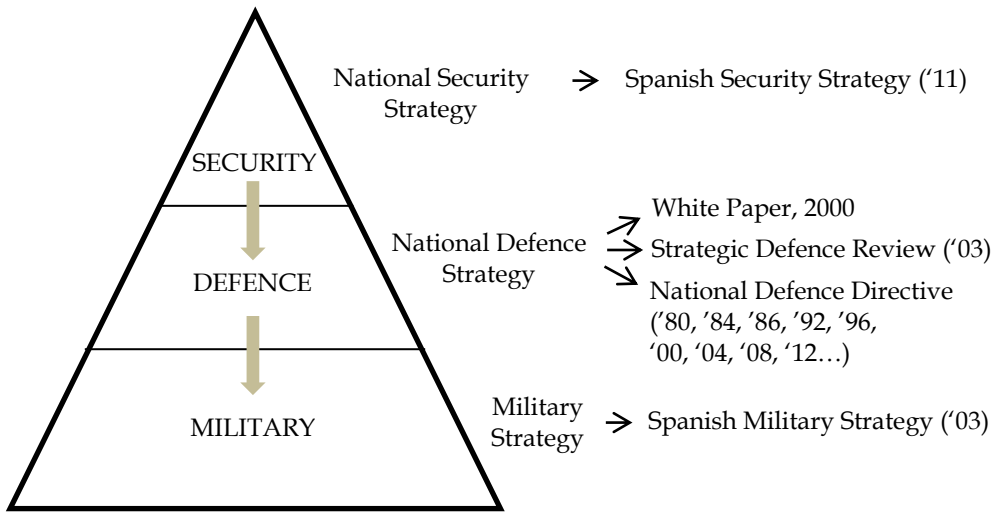 National Security
Strategy
Spanish Security Strategy (‘11)
SECURITY
White Paper, 2000
National Defence
Strategy
Strategic Defence Review (‘03)
DEFENCE
National Defence Directive
(’80, ’84, ’86, ’92, ’96,
‘00, ‘04, ‘08, ‘12…)
Military
Strategy
Spanish Military Strategy (‘03)
MILITARY